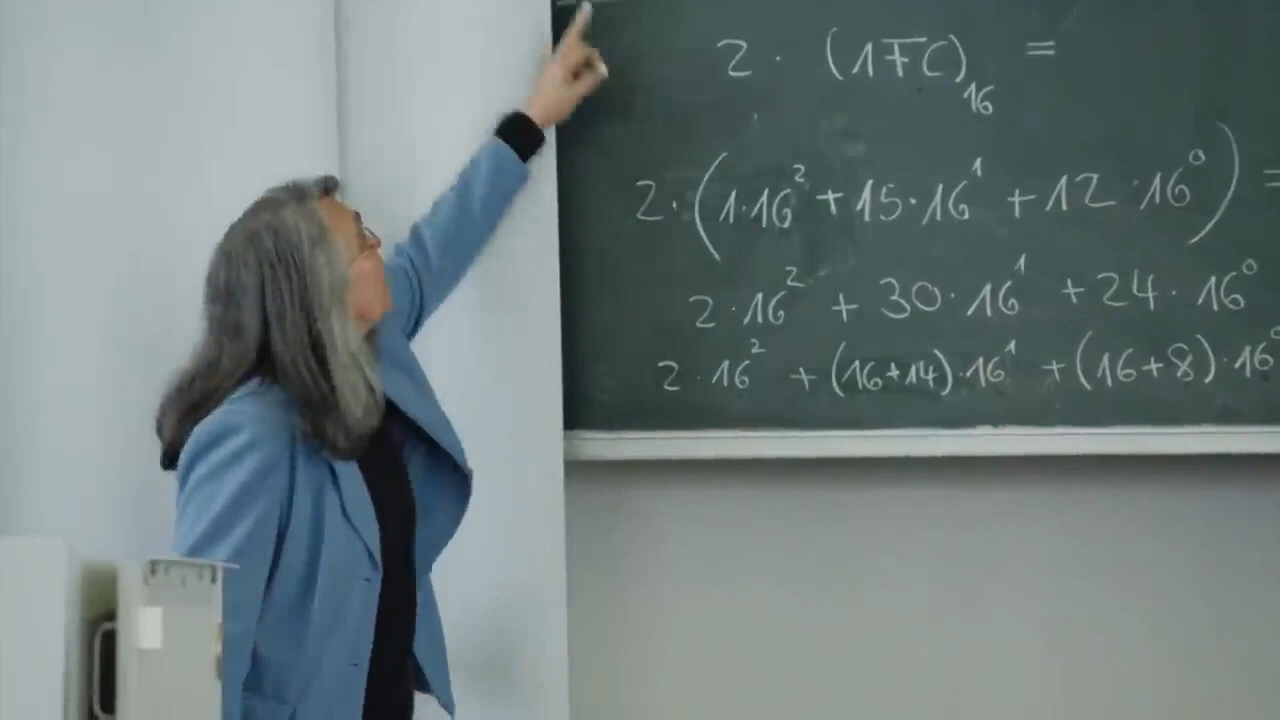 2 · (1FC)₁₆ =
2 · (1·16² + 15·16¹ + 12·16⁰) =
2·16² + 30·16¹ + 24·16⁰
2·16² + (16+14)·16¹ + (16+8)·16⁰